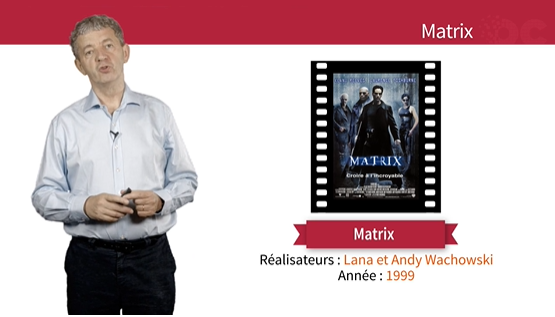 Matrix
MATRIX
Croire à l'incroyable
Matrix
Réalisateurs : Lana et Andy Wachowski
Année : 1999